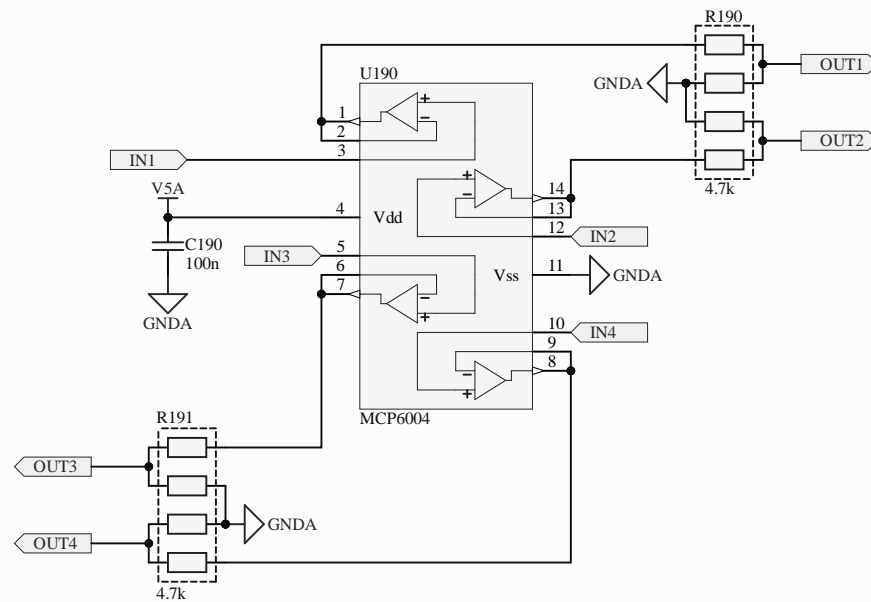 R190
OUT1
GNDA
OUT2
4.7k
U190
1
2
3
IN1
+
−
+
−
14
13
12
IN2
V5A
4
Vdd
C190
100n
GNDA
IN3
5
6
7
−
+
Vss
11
GNDA
10
9
8
IN4
−
+
MCP6004
R191
OUT3
GNDA
OUT4
4.7k